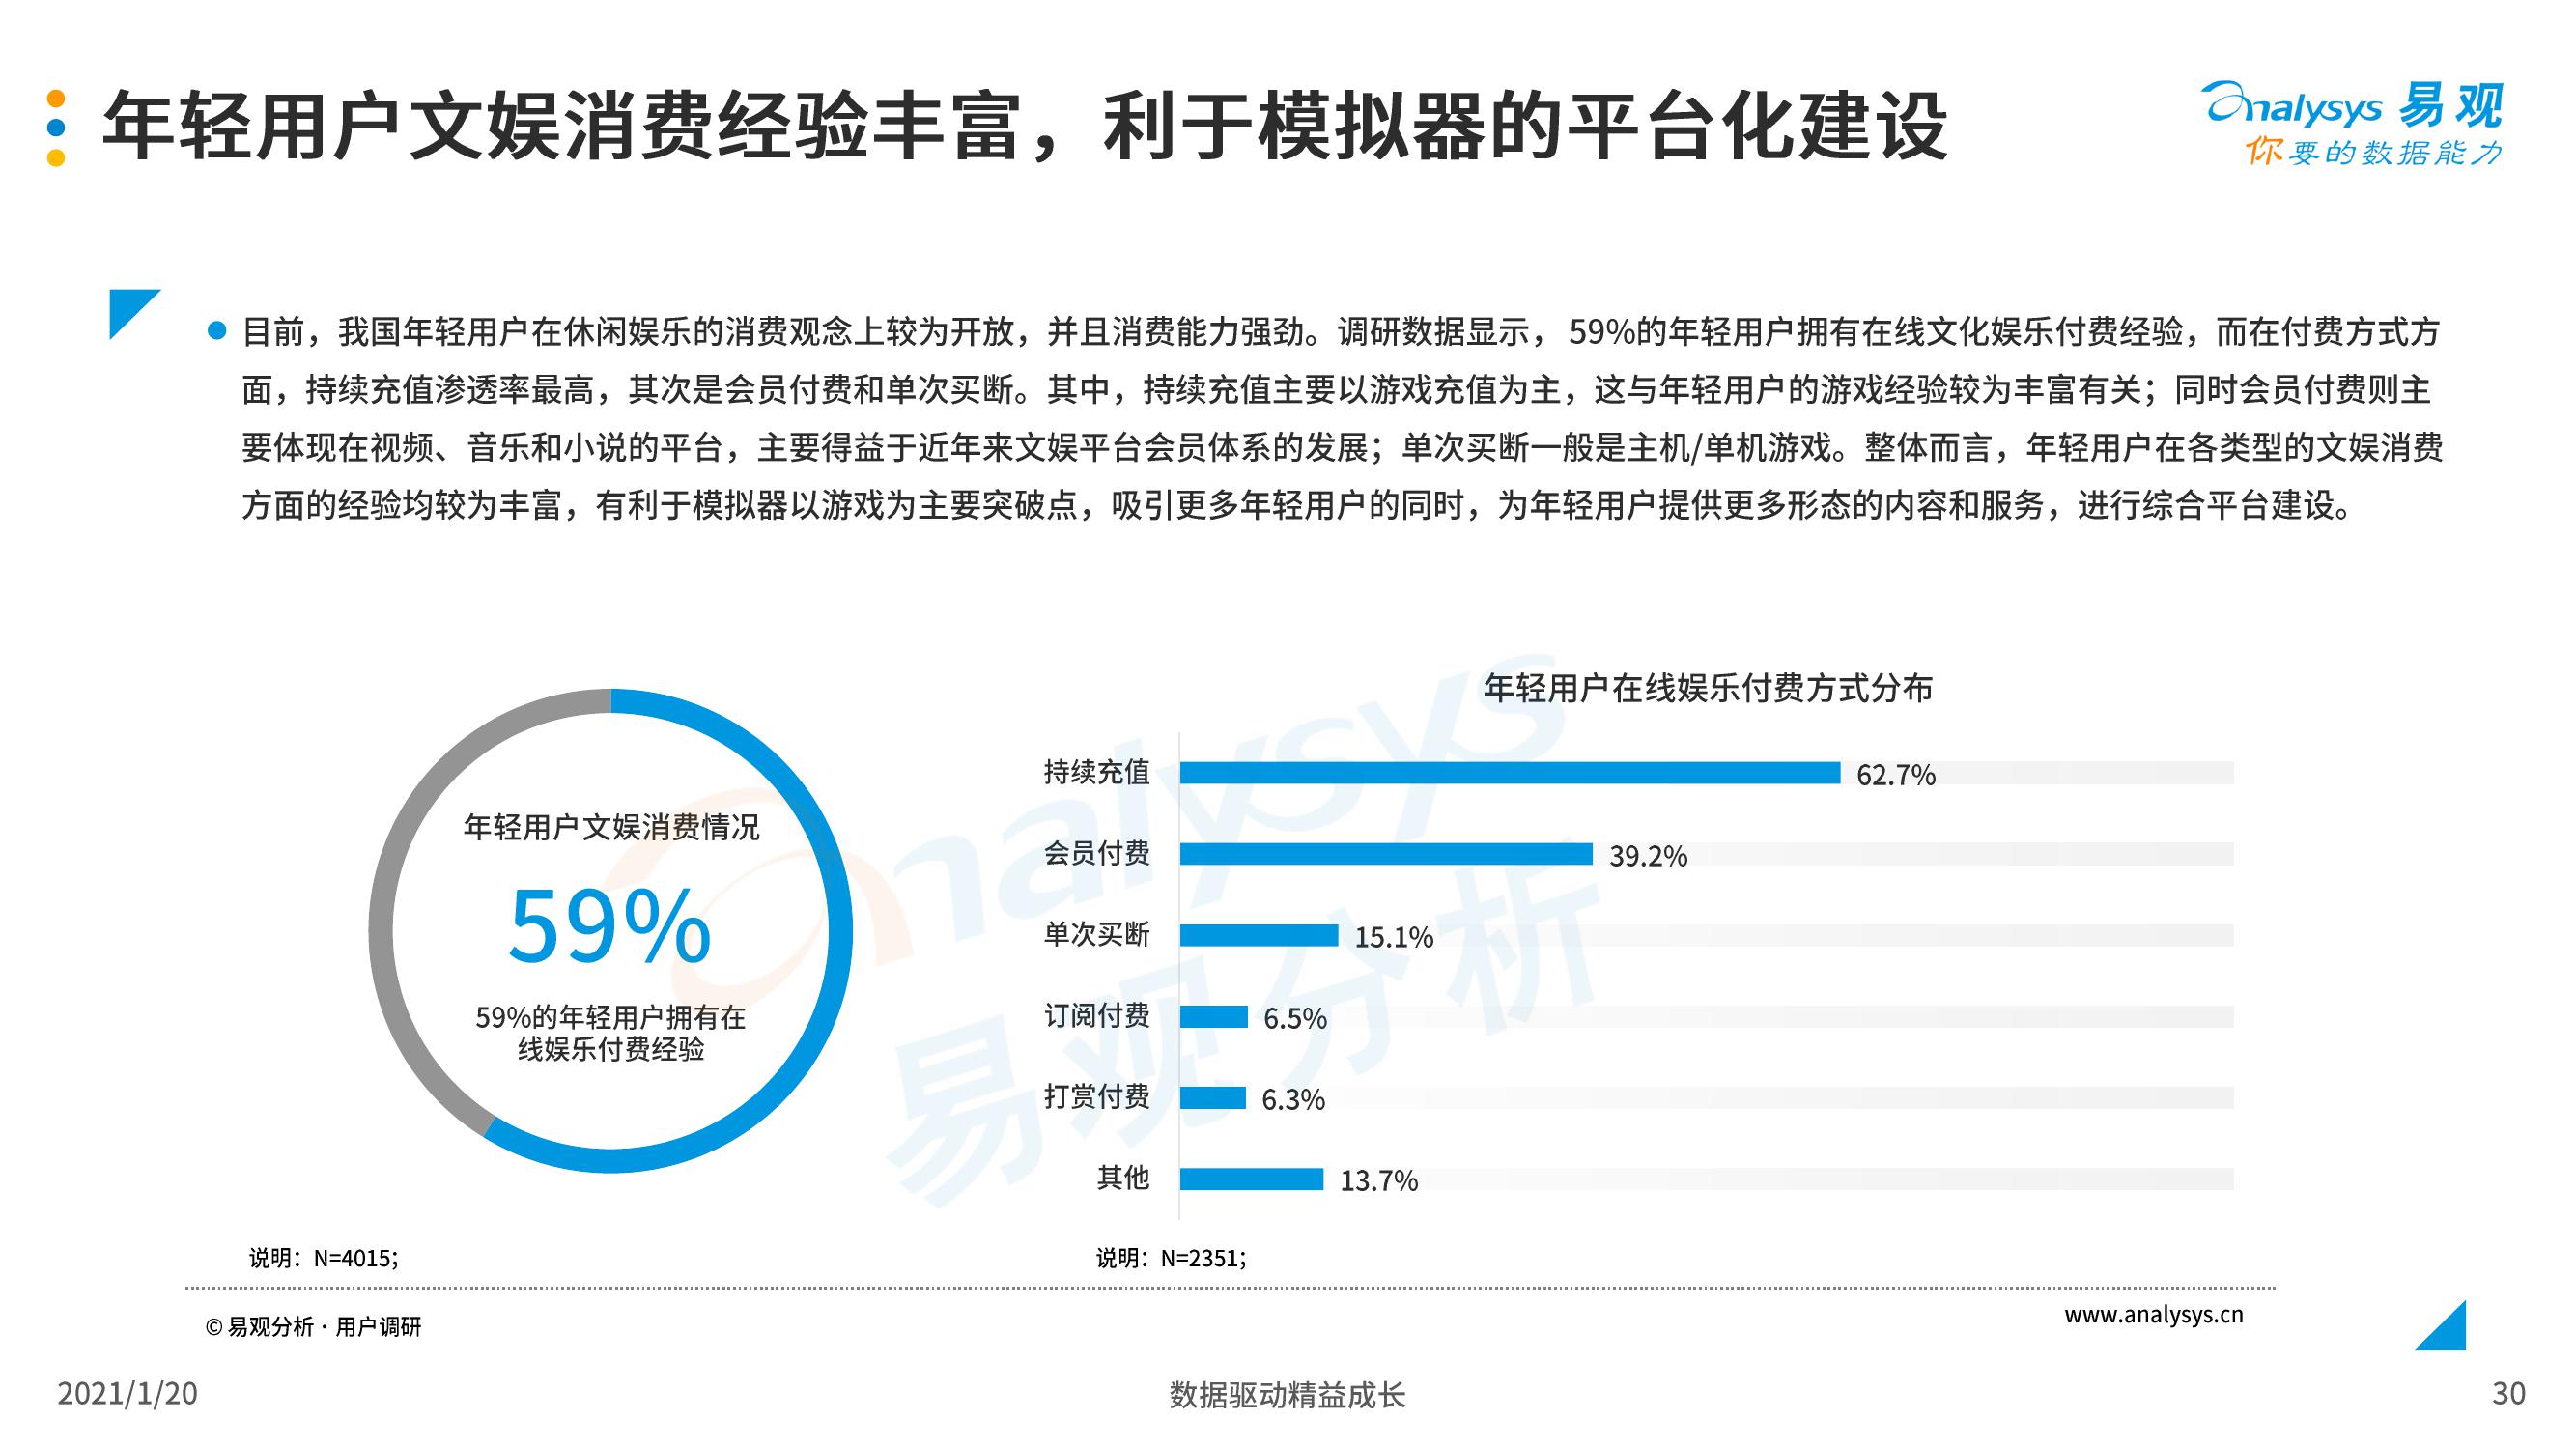 年轻用户文娱消费经验丰富，利于模拟器的平台化建设
analysys 易观
你要的数据能力
目前，我国年轻用户在休闲娱乐的消费观念上较为开放，并且消费能力强劲。调研数据显示， 59%的年轻用户拥有在线文化娱乐付费经验，而在付费方式方
面，持续充值渗透率最高，其次是会员付费和单次买断。其中，持续充值主要以游戏充值为主，这与年轻用户的游戏经验较为丰富有关；同时会员付费则主
要体现在视频、音乐和小说的平台，主要得益于近年来文娱平台会员体系的发展；单次买断一般是主机/单机游戏。整体而言，年轻用户在各类型的文娱消费
方面的经验均较为丰富，有利于模拟器以游戏为主要突破点，吸引更多年轻用户的同时，为年轻用户提供更多形态的内容和服务，进行综合平台建设。
年轻用户文娱消费情况
59%
59%的年轻用户拥有在
线娱乐付费经验
说明：N=4015；
analysys
易观分析
年轻用户在线娱乐付费方式分布
持续充值 62.7%
会员付费 39.2%
单次买断 15.1%
订阅付费 6.5%
打赏付费 6.3%
其他 13.7%
说明：N=2351；
© 易观分析 · 用户调研
www.analysys.cn
2021/1/20
数据驱动精益成长
30